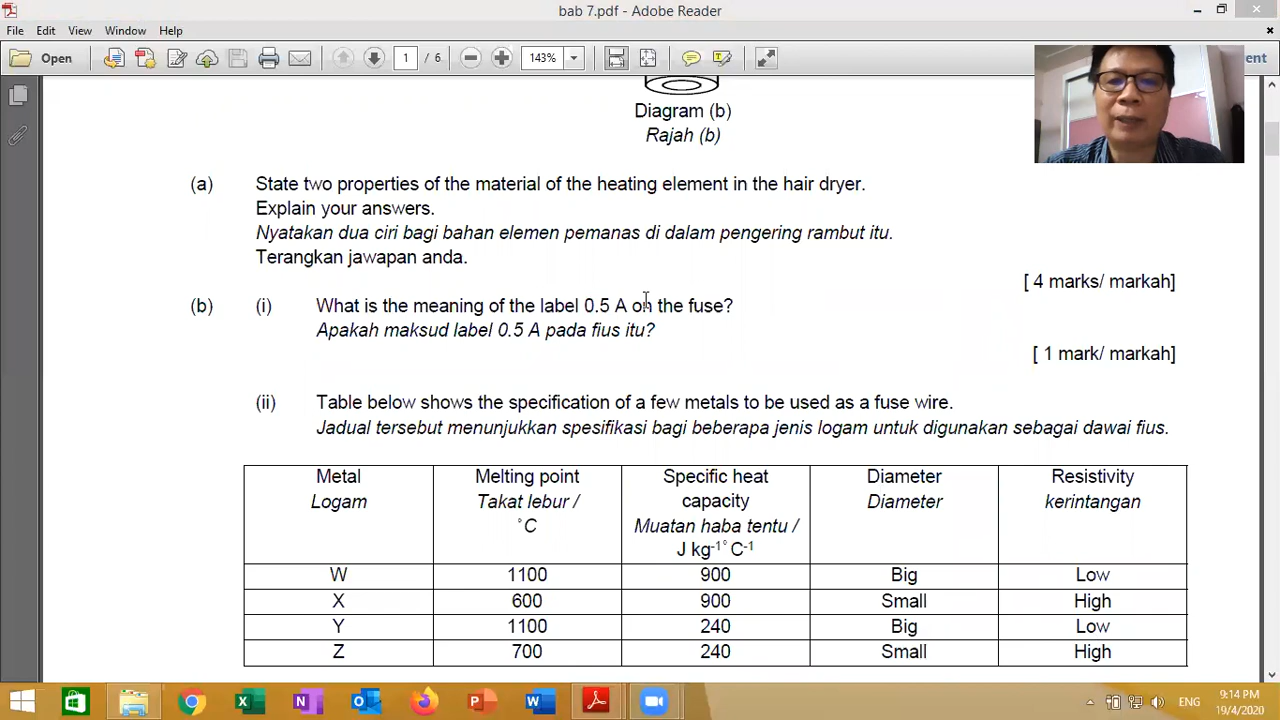 bab 7.pdf - Adobe Reader
File Edit View Window Help
Open 1 / 6 143%
Diagram (b)
Rajah (b)
(a) State two properties of the material of the heating element in the hair dryer.
Explain your answers.
Nyatakan dua ciri bagi bahan elemen pemanas di dalam pengering rambut itu.
Terangkan jawapan anda.
[ 4 marks/ markah]
(b) (i) What is the meaning of the label 0.5 A on the fuse?
Apakah maksud label 0.5 A pada fius itu?
[ 1 mark/ markah]
(ii) Table below shows the specification of a few metals to be used as a fuse wire.
Jadual tersebut menunjukkan spesifikasi bagi beberapa jenis logam untuk digunakan sebagai dawai fius.
Metal Melting point Specific heat Diameter Resistivity
Logam Takat lebur / capacity Diameter kerintangan
°C Muatan haba tentu /
J kg-1°C-1
W 1100 900 Big Low
X 600 900 Small High
Y 1100 240 Big Low
Z 700 240 Small High
ENG
9:14 PM
19/4/2020